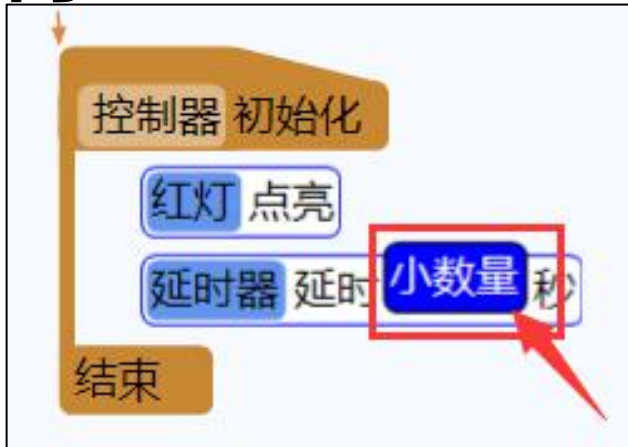 控制器 初始化
红灯 点亮
延时器 延时 小数量 秒
结束